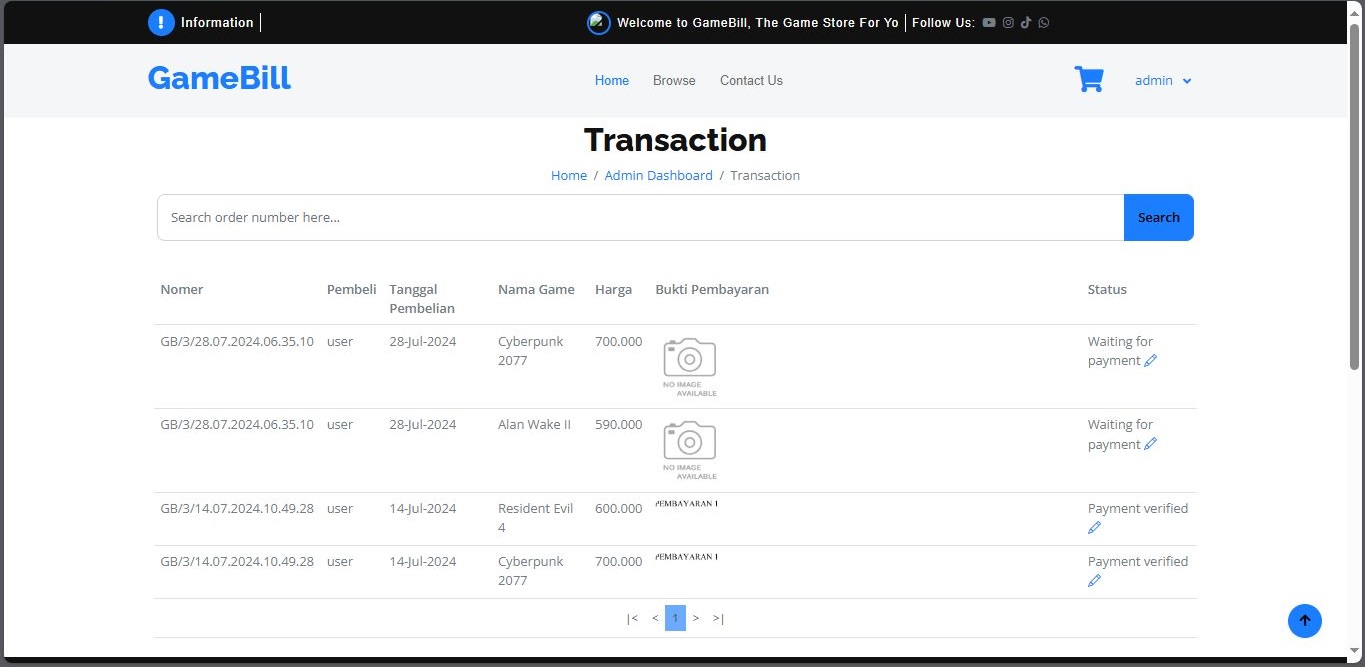 Information
Welcome to GameBill, The Game Store For Yo
Follow Us:
GameBill
Home Browse Contact Us
admin
Transaction
Home / Admin Dashboard / Transaction
Search order number here...
Search
Nomer Pembeli Tanggal Pembelian Nama Game Harga Bukti Pembayaran Status
GB/3/28.07.2024.06.35.10 user 28-Jul-2024 Cyberpunk 2077 700.000 NO IMAGE AVAILABLE Waiting for payment
GB/3/28.07.2024.06.35.10 user 28-Jul-2024 Alan Wake II 590.000 NO IMAGE AVAILABLE Waiting for payment
GB/3/14.07.2024.10.49.28 user 14-Jul-2024 Resident Evil 4 600.000 PEMBAYARAN 1 Payment verified
GB/3/14.07.2024.10.49.28 user 14-Jul-2024 Cyberpunk 2077 700.000 PEMBAYARAN 1 Payment verified
|< < 1 > >|